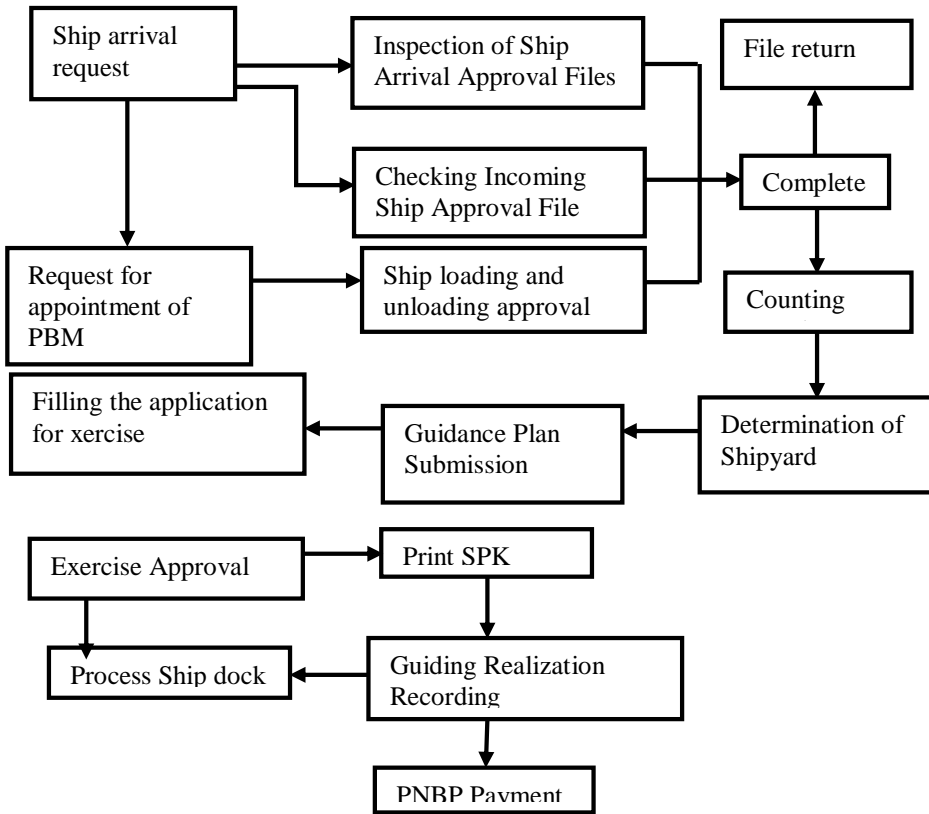 Ship arrival
request
Inspection of Ship
Arrival Approval Files
File return
Checking Incoming
Ship Approval File
Complete
Request for
appointment of
PBM
Ship loading and
unloading approval
Counting
Filling the application
for xercise
Guidance Plan
Submission
Determination of
Shipyard
Exercise Approval
Print SPK
Process Ship dock
Guiding Realization
Recording
PNBP Payment